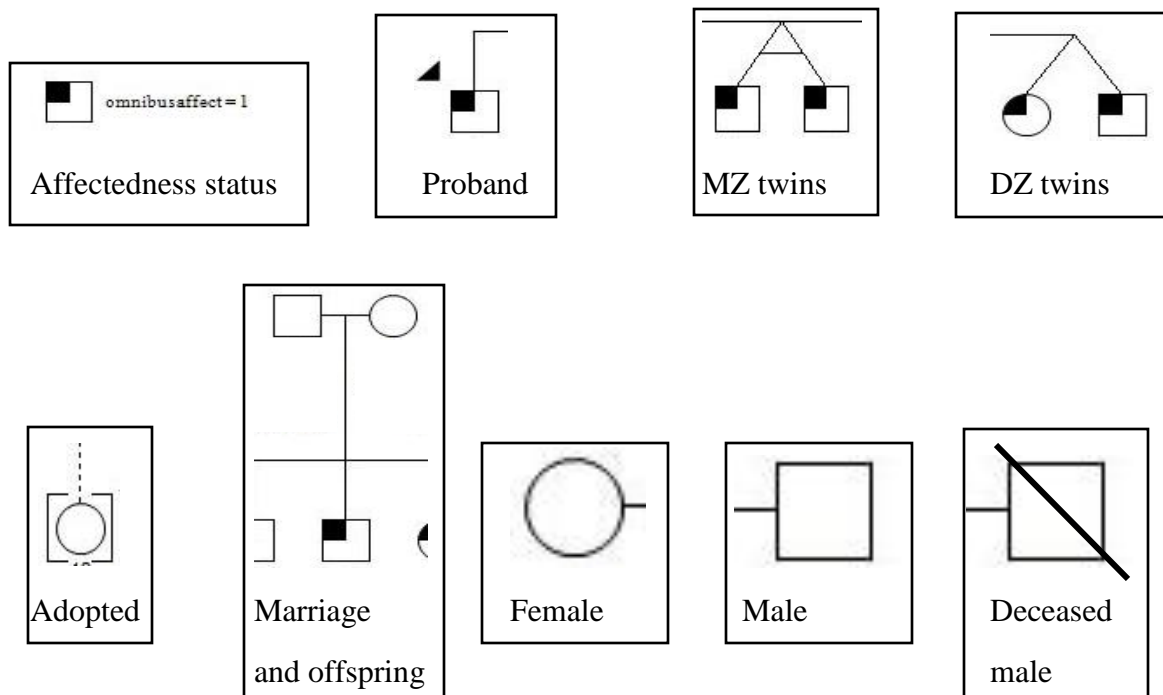 omnibusaffect = 1
Affectedness status
Proband
MZ twins
DZ twins
Adopted
Marriage
and offspring
Female
Male
Deceased
male